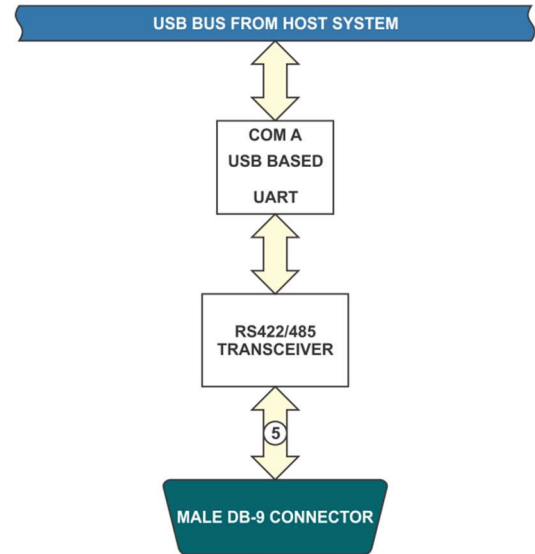 USB BUS FROM HOST SYSTEM
COM A
USB BASED
UART
RS422/485
TRANSCEIVER
5
MALE DB-9 CONNECTOR